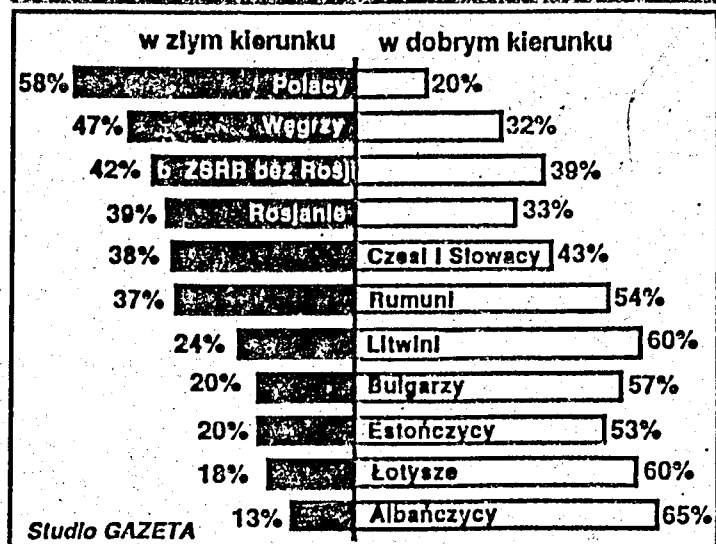 w złym kierunku w dobrym kierunku
58% Polacy 20%
47% Węgrzy 32%
42% b. ZSRR bez Rosji 39%
39% Rosjanie 33%
38% Czesi i Słowacy 43%
37% Rumuni 54%
24% Litwini 60%
20% Bułgarzy 57%
20% Estończycy 53%
18% Łotysze 60%
13% Albańczycy 65%
Studio GAZETA